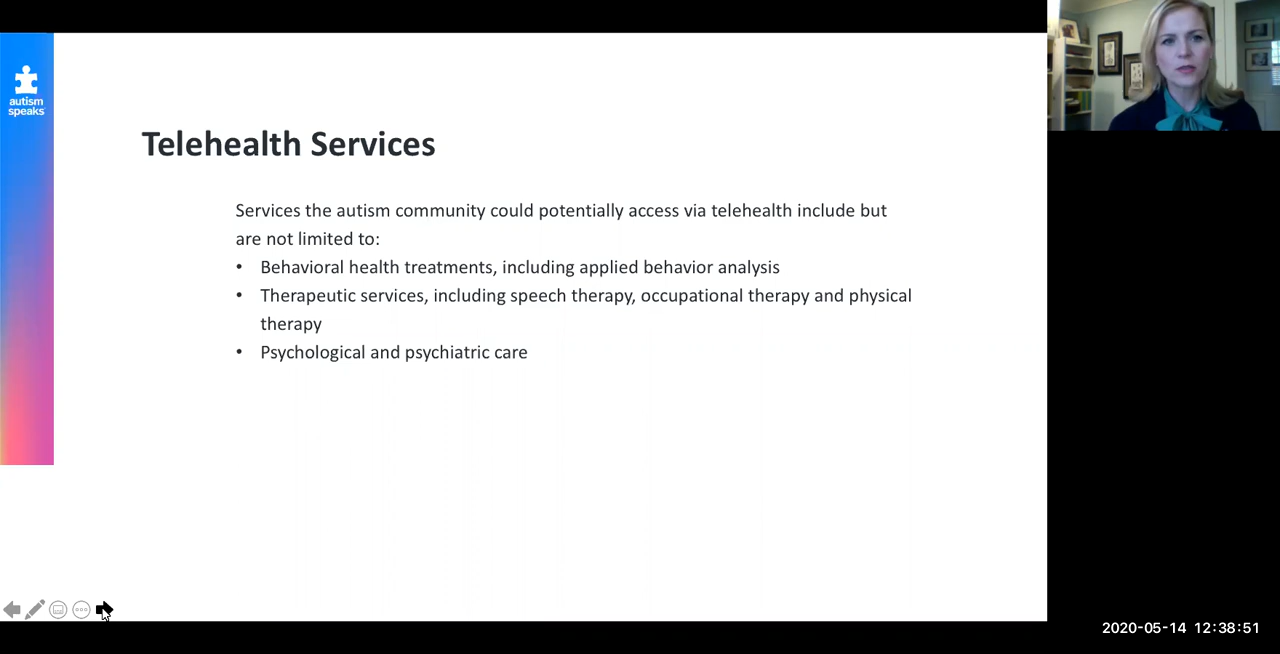 autism
speaks
Telehealth Services
Services the autism community could potentially access via telehealth include but
are not limited to:
• Behavioral health treatments, including applied behavior analysis
• Therapeutic services, including speech therapy, occupational therapy and physical
therapy
• Psychological and psychiatric care
2020-05-14 12:38:51